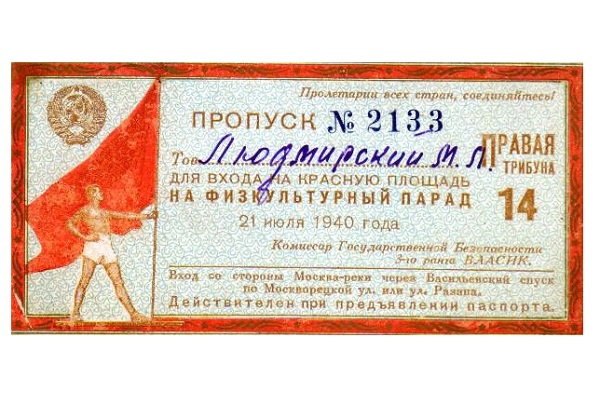 Пролетарии всех стран, соединяйтесь!
ПРОПУСК № 2133
Тов Людмирский М. Л.
ПРАВАЯ
ТРИБУНА
14
ДЛЯ ВХОДА НА КРАСНУЮ ПЛОЩАДЬ
НА ФИЗКУЛЬТУРНЫЙ ПАРАД
21 июля 1940 года
Комиссар Государственной Безопасности
3-го ранга ВЛАСИК.
Вход со стороны Москва-реки через Васильевский спуск
по Москворецкой ул. или ул. Разина.
Действителен при предъявлении паспорта.